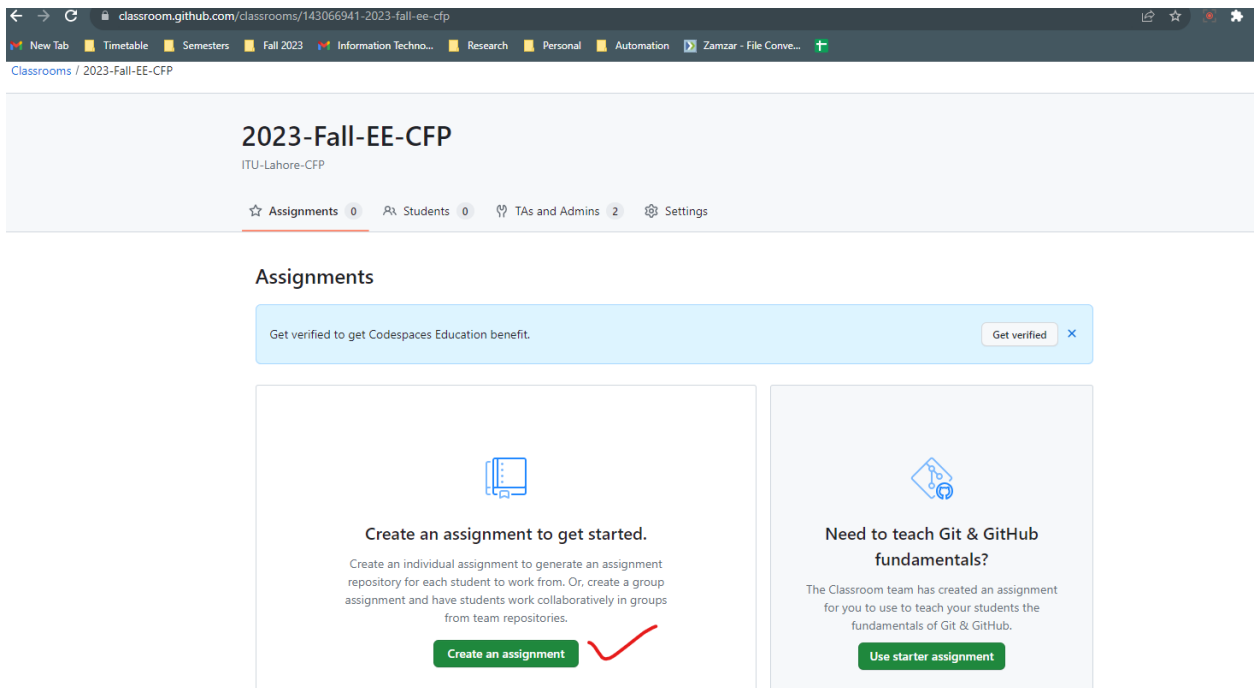 classroom.github.com/classrooms/143066941-2023-fall-ee-cfp
New Tab Timetable Semesters Fall 2023 Information Techno... Research Personal Automation Zamzar - File Conve...
Classrooms / 2023-Fall-EE-CFP
2023-Fall-EE-CFP
ITU-Lahore-CFP
Assignments 0 Students 0 TAs and Admins 2 Settings
Assignments
Get verified to get Codespaces Education benefit. Get verified
Create an assignment to get started.
Create an individual assignment to generate an assignment
repository for each student to work from. Or, create a group
assignment and have students work collaboratively in groups
from team repositories.
Create an assignment
Need to teach Git & GitHub
fundamentals?
The Classroom team has created an assignment
for you to use to teach your students the
fundamentals of Git & GitHub.
Use starter assignment